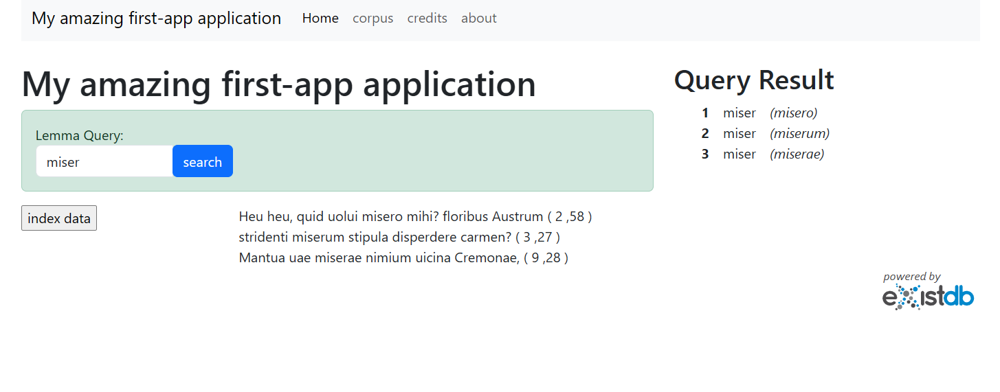 My amazing first-app application Home corpus credits about
My amazing first-app application
Lemma Query:
miser search
index data
Heu heu, quid uolui misero mihi? floribus Austrum ( 2 ,58 )
stridenti miserum stipula disperdere carmen? ( 3 ,27 )
Mantua uae miserae nimium uicina Cremonae, ( 9 ,28 )
Query Result
1 miser (misero)
2 miser (miserum)
3 miser (miserae)
powered by
eXistdb